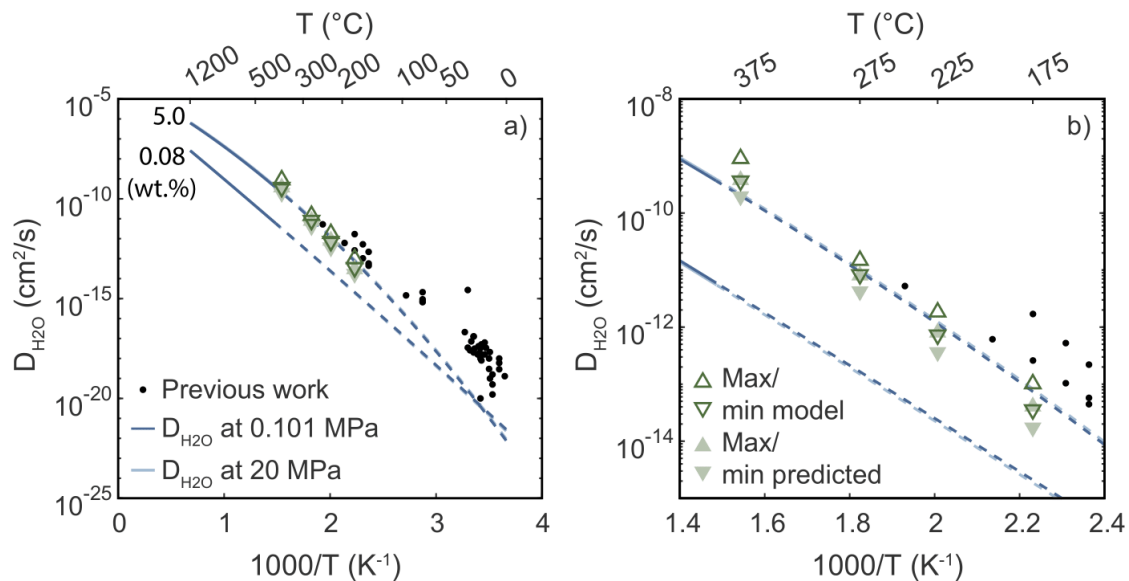 T (°C)
1200
500
300
200
100
50
0
a)
10⁻⁵
10⁻¹⁰
10⁻¹⁵
10⁻²⁰
10⁻²⁵
5.0
0.08
(wt.%)
D_H2O (cm²/s)
Previous work
D_H2O at 0.101 MPa
D_H2O at 20 MPa
0 1 2 3 4
1000/T (K⁻¹)
T (°C)
375
275
225
175
b)
10⁻⁸
10⁻¹⁰
10⁻¹²
10⁻¹⁴
D_H2O (cm²/s)
Max/
min model
Max/
min predicted
1.4 1.6 1.8 2 2.2 2.4
1000/T (K⁻¹)